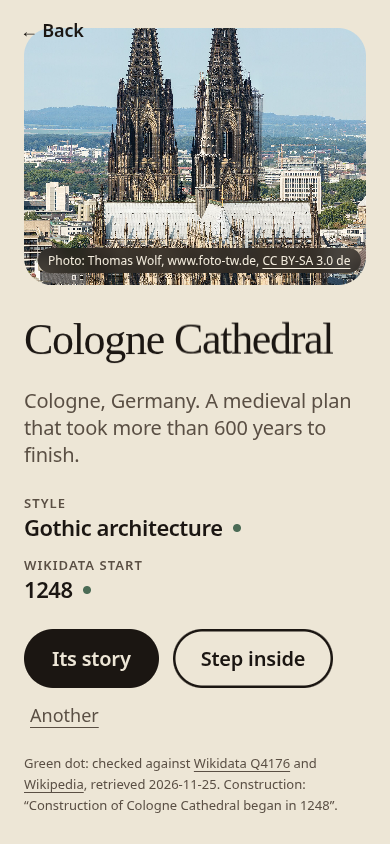 ← Back
Photo: Thomas Wolf, www.foto-tw.de, CC BY-SA 3.0 de
Cologne Cathedral
Cologne, Germany. A medieval plan
that took more than 600 years to
finish.
STYLE
Gothic architecture
WIKIDATA START
1248
Its story
Step inside
Another
Green dot: checked against Wikidata Q4176 and
Wikipedia, retrieved 2026-11-25. Construction:
“Construction of Cologne Cathedral began in 1248”.